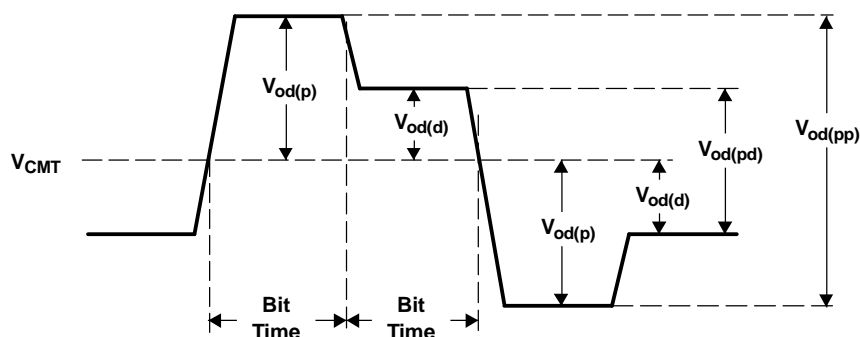 Vod(p)
Vod(d)
Vod(pp)
Vod(pd)
VCMT
Vod(d)
Vod(p)
Bit
Time
Bit
Time